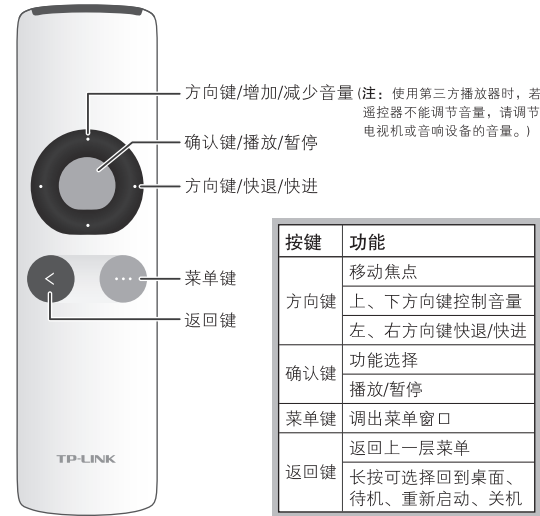 方向键/增加/减少音量(注：使用第三方播放器时，若
遥控器不能调节音量，请调节
电视机或音响设备的音量。)
确认键/播放/暂停
方向键/快退/快进
菜单键
返回键
TP-LINK
按键 功能
方向键 移动焦点
上、下方向键控制音量
左、右方向键快退/快进
确认键 功能选择
播放/暂停
菜单键 调出菜单窗口
返回键 返回上一层菜单
长按可选择回到桌面、
待机、重新启动、关机